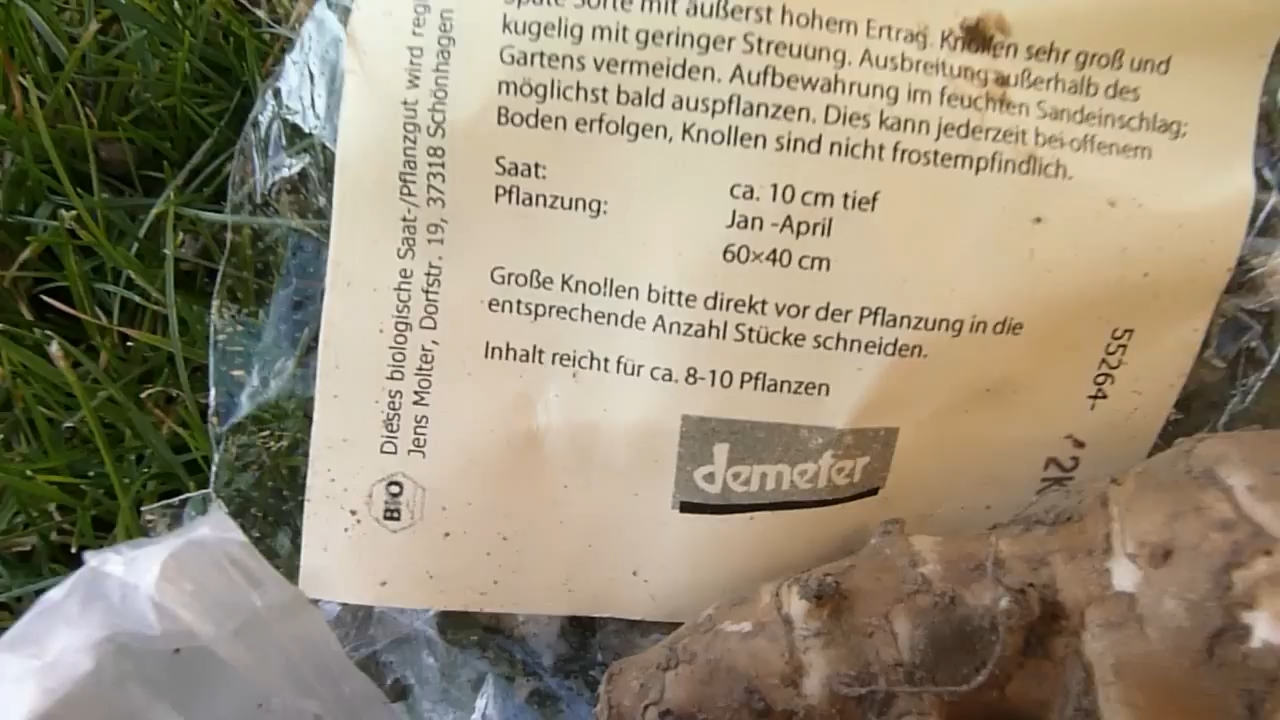 späte Sorte mit äußerst hohem Ertrag. Knollen sehr groß und
kugelig mit geringer Streuung. Ausbreitung außerhalb des
Gartens vermeiden. Aufbewahrung im feuchten Sandeinschlag;
möglichst bald auspflanzen. Dies kann jederzeit bei offenem
Boden erfolgen, Knollen sind nicht frostempfindlich.
Saat: ca. 10 cm tief
Pflanzung: Jan -April
60×40 cm
Große Knollen bitte direkt vor der Pflanzung in die
entsprechende Anzahl Stücke schneiden.
Inhalt reicht für ca. 8-10 Pflanzen
demeter
BIO
Dieses biologische Saat-/Pflanzgut wird
Jens Molter, Dorfstr. 19, 37318 Schönhagen
55264-
2K